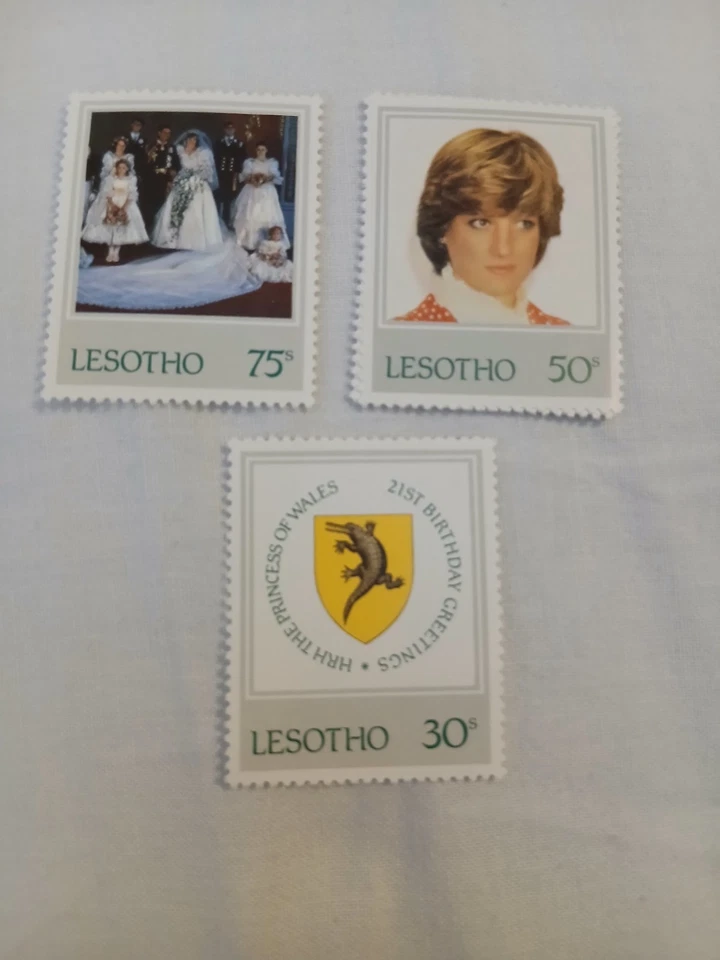 LESOTHO 75s
LESOTHO 50s
HRH THE PRINCESS OF WALES
21ST BIRTHDAY GREETINGS *
LESOTHO 30s